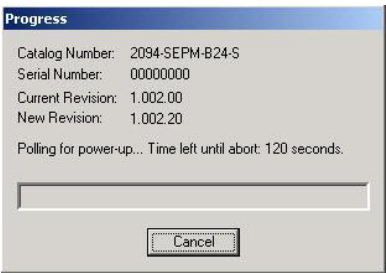 Progress
Catalog Number: 2094-SEPM-B24-S
Serial Number: 00000000
Current Revision: 1.002.00
New Revision: 1.002.20
Polling for power-up... Time left until abort: 120 seconds.
Cancel